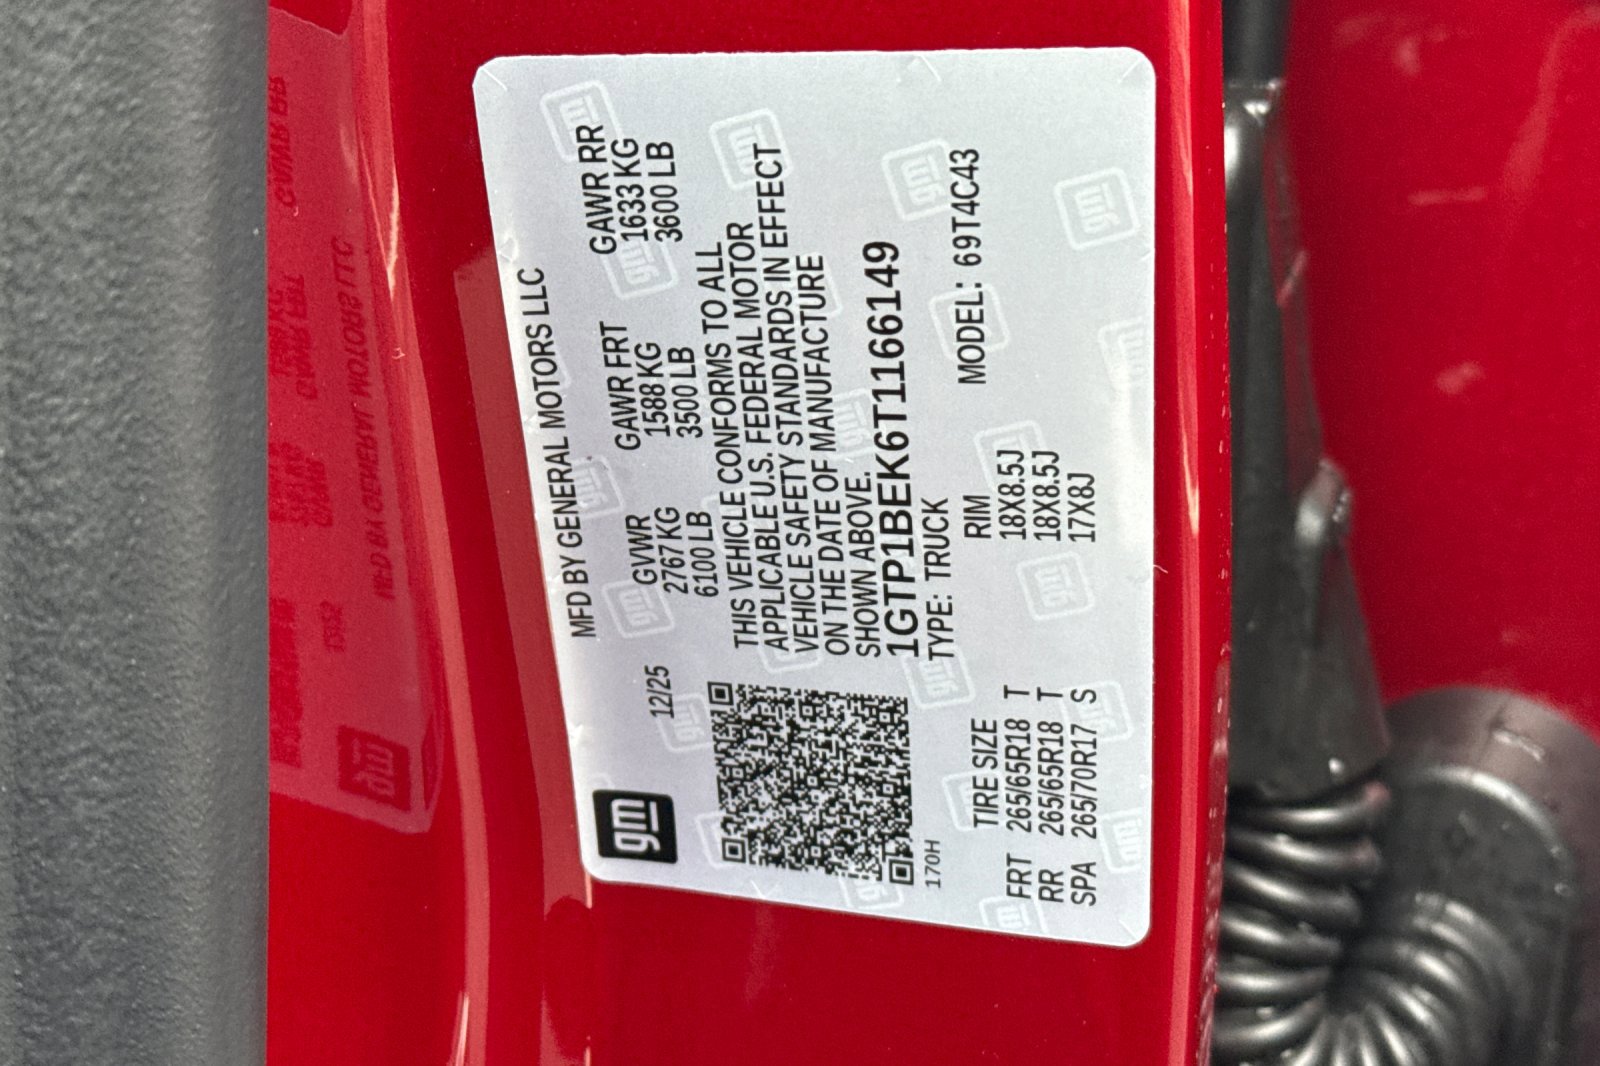 gm
MFD BY GENERAL MOTORS LLC
12/25 GVWR GAWR FRT GAWR RR
2767 KG 1588 KG 1633 KG
6100 LB 3500 LB 3600 LB
THIS VEHICLE CONFORMS TO ALL
APPLICABLE U.S. FEDERAL MOTOR
VEHICLE SAFETY STANDARDS IN EFFECT
ON THE DATE OF MANUFACTURE
SHOWN ABOVE.
1GTP1BEK6T1166149
170H TYPE: TRUCK MODEL: 69T4C43
TIRE SIZE RIM
FRT 265/65R18 T 18X8.5J
RR 265/65R18 T 18X8.5J
SPA 265/70R17 S 17X8J